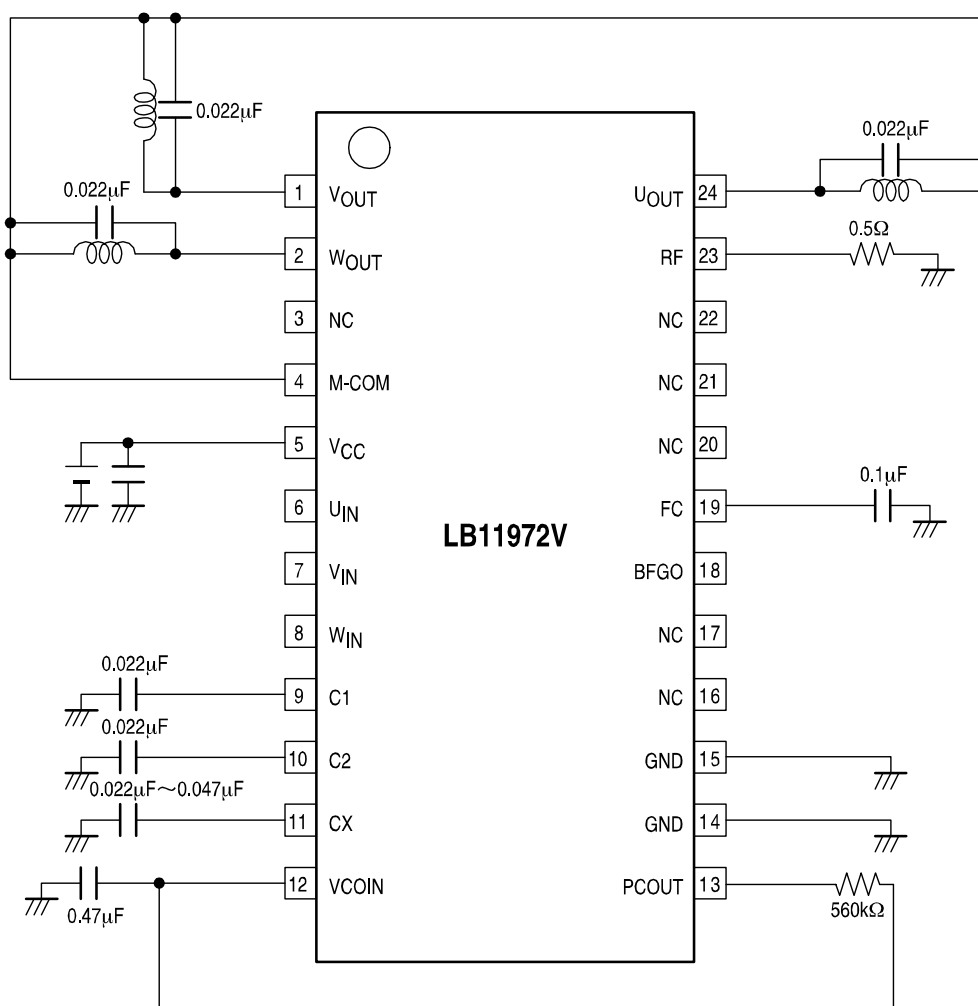 0.022μF
0.022μF
0.022μF
1 VOUT
UOUT 24
0.5Ω
2 WOUT
RF 23
3 NC
NC 22
4 M-COM
NC 21
5 VCC
NC 20
0.1μF
6 UIN
FC 19
LB11972V
7 VIN
BFGO 18
8 WIN
NC 17
0.022μF
9 C1
NC 16
0.022μF
10 C2
GND 15
0.022μF～0.047μF
11 CX
GND 14
12 VCOIN
PCOUT 13
0.47μF
560kΩ